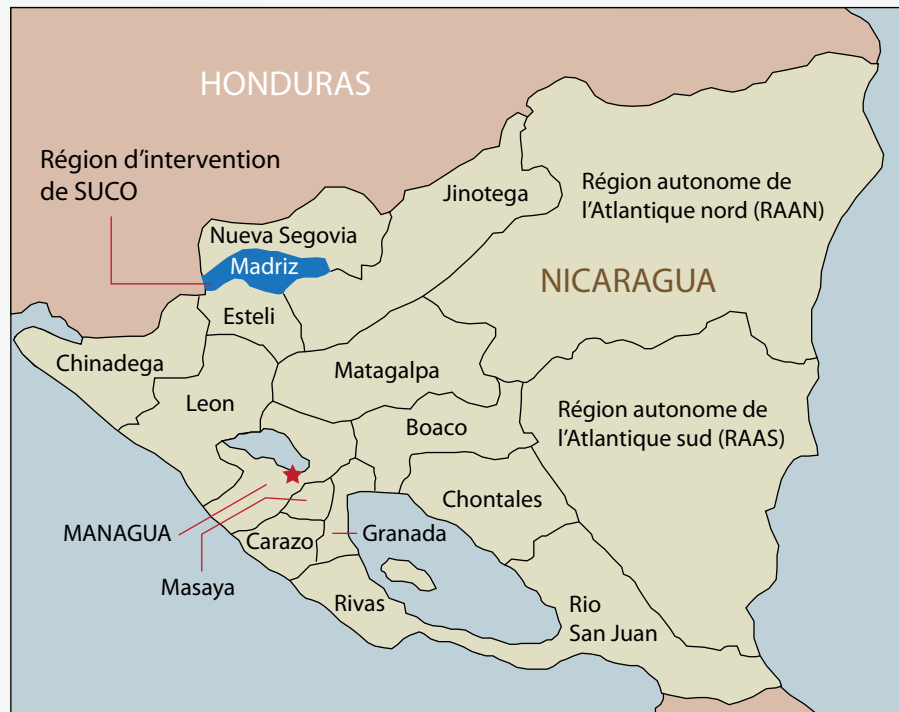 HONDURAS
Région d'intervention
de SUCO
Jinotega
Région autonome de
l'Atlantique nord (RAAN)
Nueva Segovia
Madriz
NICARAGUA
Esteli
Chinadega
Matagalpa
Leon
Région autonome de
l'Atlantique sud (RAAS)
Boaco
Chontales
MANAGUA
Carazo
Granada
Masaya
Rivas
Rio
San Juan